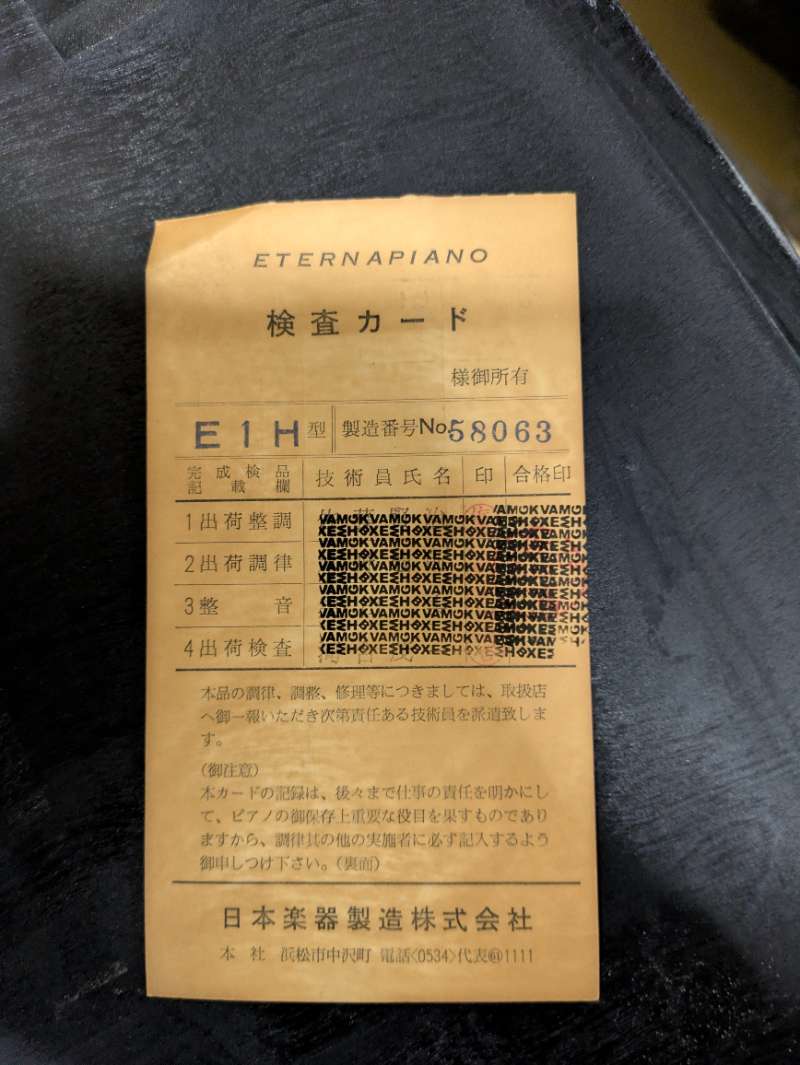 ETERNAPIANO
検査カード
様御所有
E1H型 製造番号No.58063
完成検品記載欄 技術員氏名 印 合格印
1出荷整調
2出荷調律
3整音
4出荷検査
本品の調律、調整、修理等につきましては、取扱店
へ御一報いただき次第責任ある技術員を派遣致しま
す。
(御注意)
本カードの記録は、後々まで仕事の責任を明かにし
て、ピアノの御保存上重要な役目を果すものであり
ますから、調律其の他の実施者に必ず記入するよう
御申しつけ下さい。(裏面)
日本楽器製造株式会社
本社 浜松市中沢町 電話<0534>代表61 1111